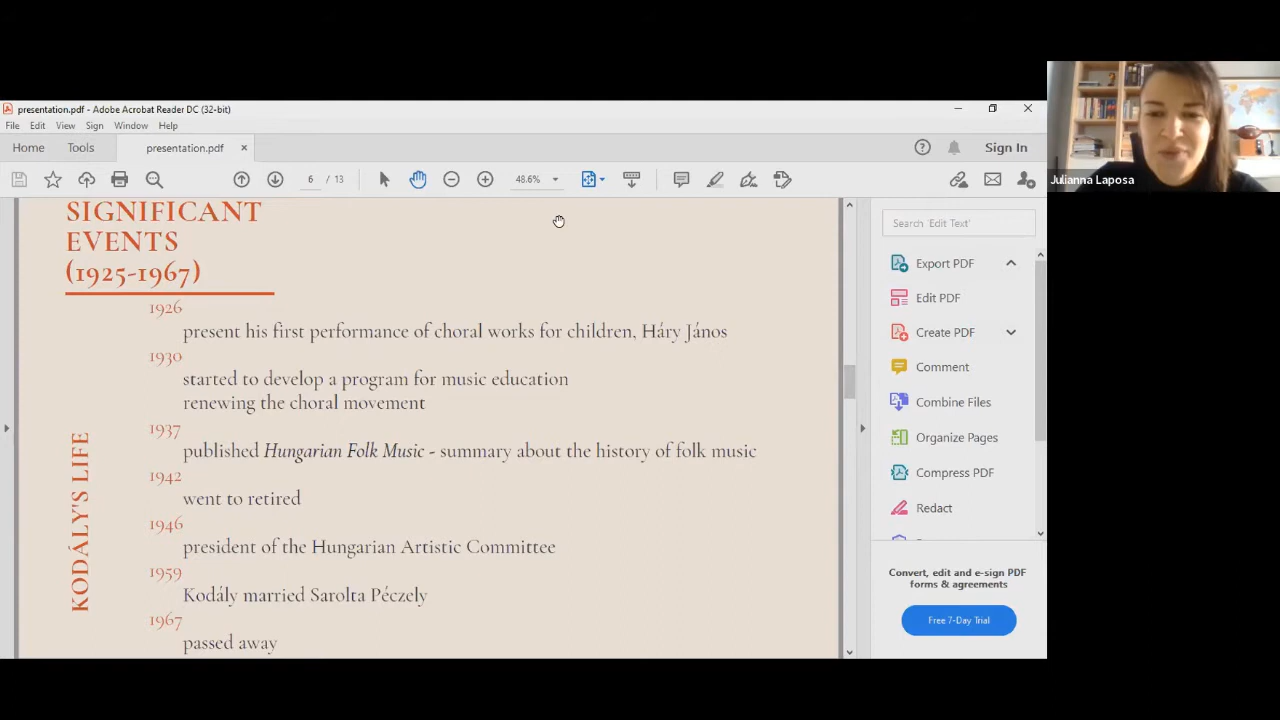 presentation.pdf - Adobe Acrobat Reader DC (32-bit)
File Edit View Sign Window Help
Home Tools presentation.pdf × Sign In
6 / 13 48.6%
Julianna Laposa
SIGNIFICANT
EVENTS
(1925-1967)
KODÁLY'S LIFE
1926
present his first performance of choral works for children, Háry János
1930
started to develop a program for music education
renewing the choral movement
1937
published Hungarian Folk Music - summary about the history of folk music
1942
went to retired
1946
president of the Hungarian Artistic Committee
1959
Kodály married Sarolta Péczely
1967
passed away
Search 'Edit Text'
Export PDF
Edit PDF
Create PDF
Comment
Combine Files
Organize Pages
Compress PDF
Redact
Convert, edit and e-sign PDF
forms & agreements
Free 7-Day Trial